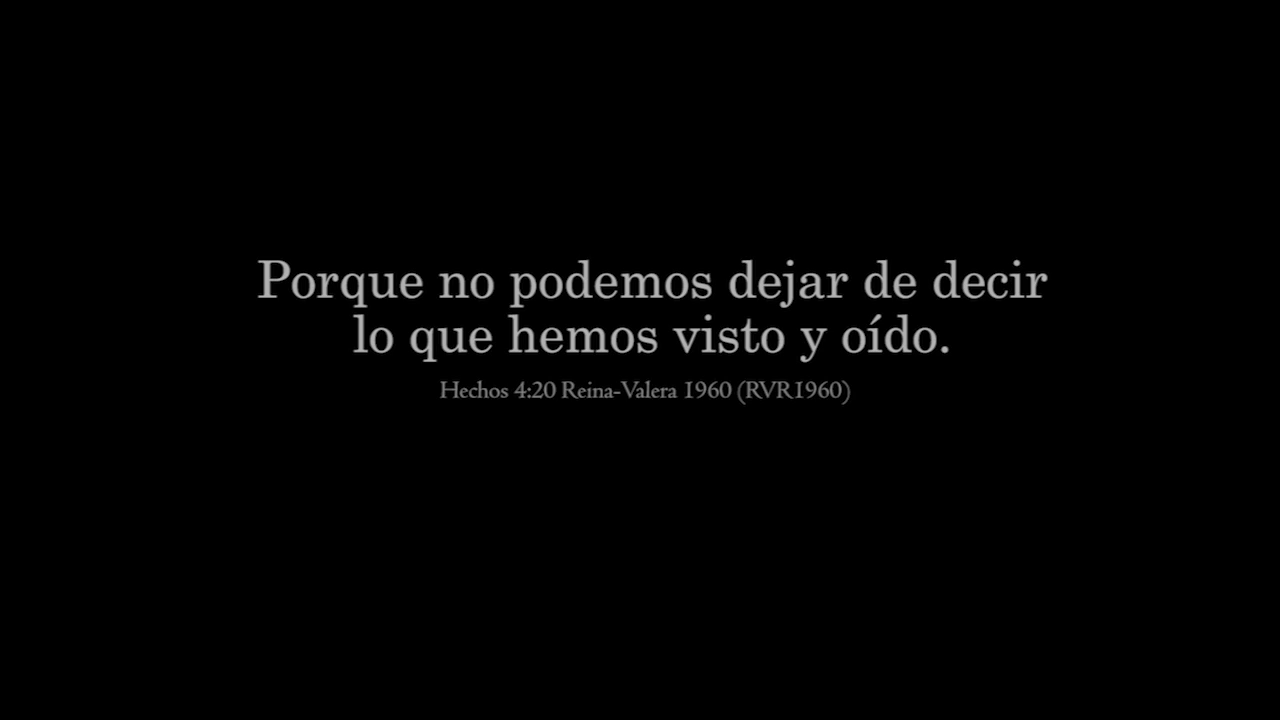 Porque no podemos dejar de decir
lo que hemos visto y oído.
Hechos 4:20 Reina-Valera 1960 (RVR1960)